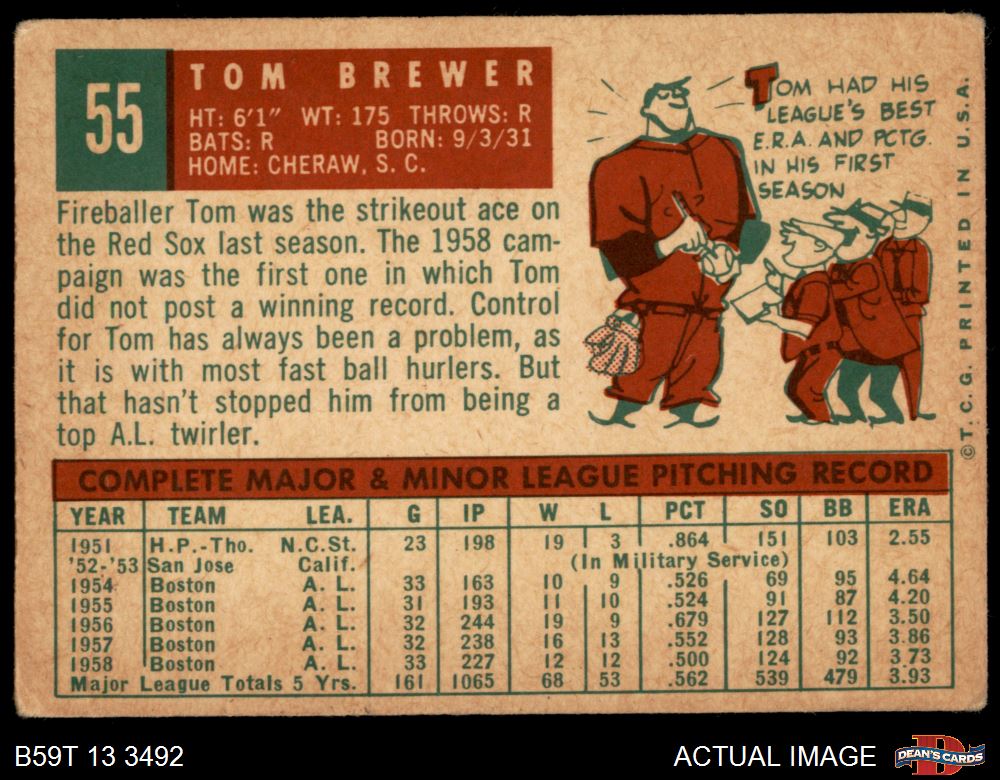 55
TOM BREWER
HT: 6'1" WT: 175 THROWS: R
BATS: R BORN: 9/3/31
HOME: CHERAW, S. C.
TOM HAD HIS
LEAGUE'S BEST
E.R.A. AND PCTG.
IN HIS FIRST
SEASON
Fireballer Tom was the strikeout ace on
the Red Sox last season. The 1958 cam-
paign was the first one in which Tom
did not post a winning record. Control
for Tom has always been a problem, as
it is with most fast ball hurlers. But
that hasn't stopped him from being a
top A.L. twirler.
© T. C. G. PRINTED IN U.S.A.
COMPLETE MAJOR & MINOR LEAGUE PITCHING RECORD
YEAR TEAM LEA. G IP W L PCT SO BB ERA
1951 H.P.-Tho. N.C.St. 23 198 19 3 .864 151 103 2.55
'52-'53 San Jose Calif. (In Military Service)
1954 Boston A. L. 33 163 10 9 .526 69 95 4.64
1955 Boston A. L. 31 193 11 10 .524 91 87 4.20
1956 Boston A. L. 32 244 19 9 .679 127 112 3.50
1957 Boston A. L. 32 238 16 13 .552 128 93 3.86
1958 Boston A. L. 33 227 12 12 .500 124 92 3.73
Major League Totals 5 Yrs. 161 1065 68 53 .562 539 479 3.93
B59T 13 3492
ACTUAL IMAGE
D
DEAN'S CARDS